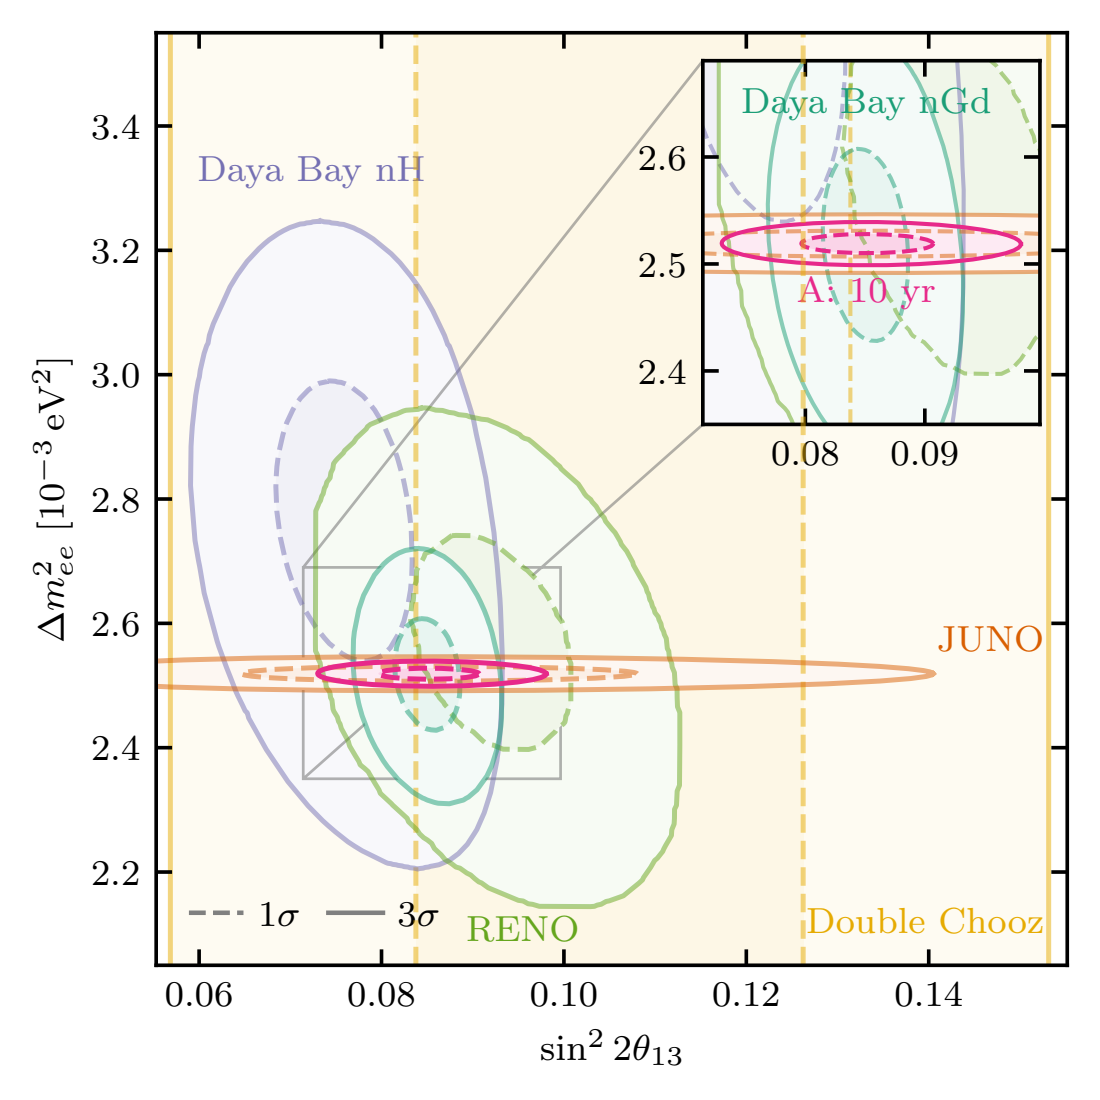 Δm²ₑₑ [10⁻³ eV²]
3.4
3.2
3.0
2.8
2.6
2.4
2.2
Daya Bay nH
Daya Bay nGd
2.6
2.5
2.4
A: 10 yr
0.08 0.09
JUNO
1σ 3σ
RENO
Double Chooz
0.06 0.08 0.10 0.12 0.14
sin² 2θ₁₃